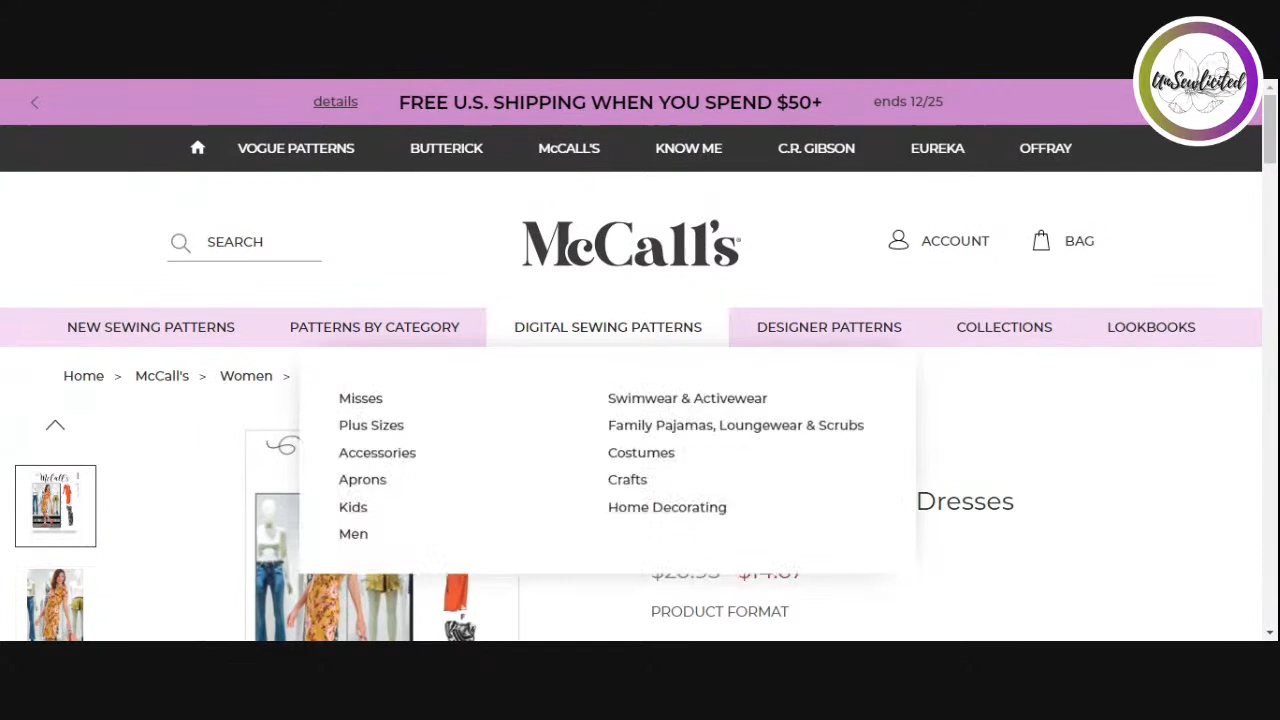 UnSewlicited
details FREE U.S. SHIPPING WHEN YOU SPEND $50+ ends 12/25
VOGUE PATTERNS BUTTERICK McCALL'S KNOW ME C.R. GIBSON EUREKA OFFRAY
SEARCH McCall's ACCOUNT BAG
NEW SEWING PATTERNS PATTERNS BY CATEGORY DIGITAL SEWING PATTERNS DESIGNER PATTERNS COLLECTIONS LOOKBOOKS
Home > McCall's > Women >
Misses
Plus Sizes
Accessories
Aprons
Kids
Men
Swimwear & Activewear
Family Pajamas, Loungewear & Scrubs
Costumes
Crafts
Home Decorating
McCall's
Dresses
F
PRODUCT FORMAT